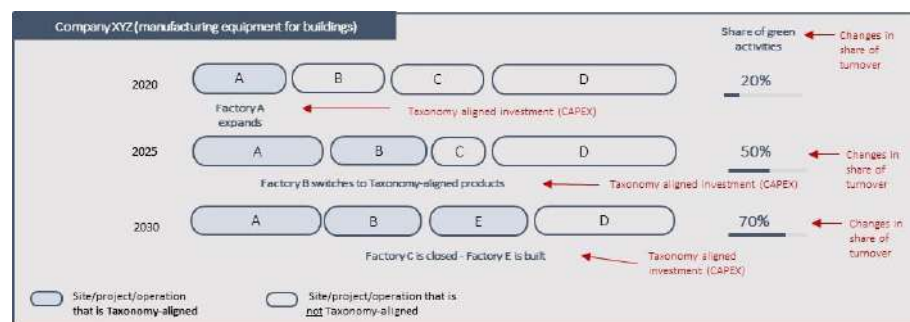 Company XYZ (manufacturing equipment for buildings)
Share of green activities
Changes in share of turnover
2020
A
B
C
D
20%
Factory A expands
Taxonomy aligned investment (CAPEX)
2025
A
B
C
D
50%
Changes in share of turnover
Factory B switches to Taxonomy-aligned products
Taxonomy aligned investment (CAPEX)
2030
A
B
E
D
70%
Changes in share of turnover
Factory C is closed - Factory E is built
Taxonomy aligned investment (CAPEX)
Site/project/operation that is Taxonomy-aligned
Site/project/operation that is not Taxonomy-aligned